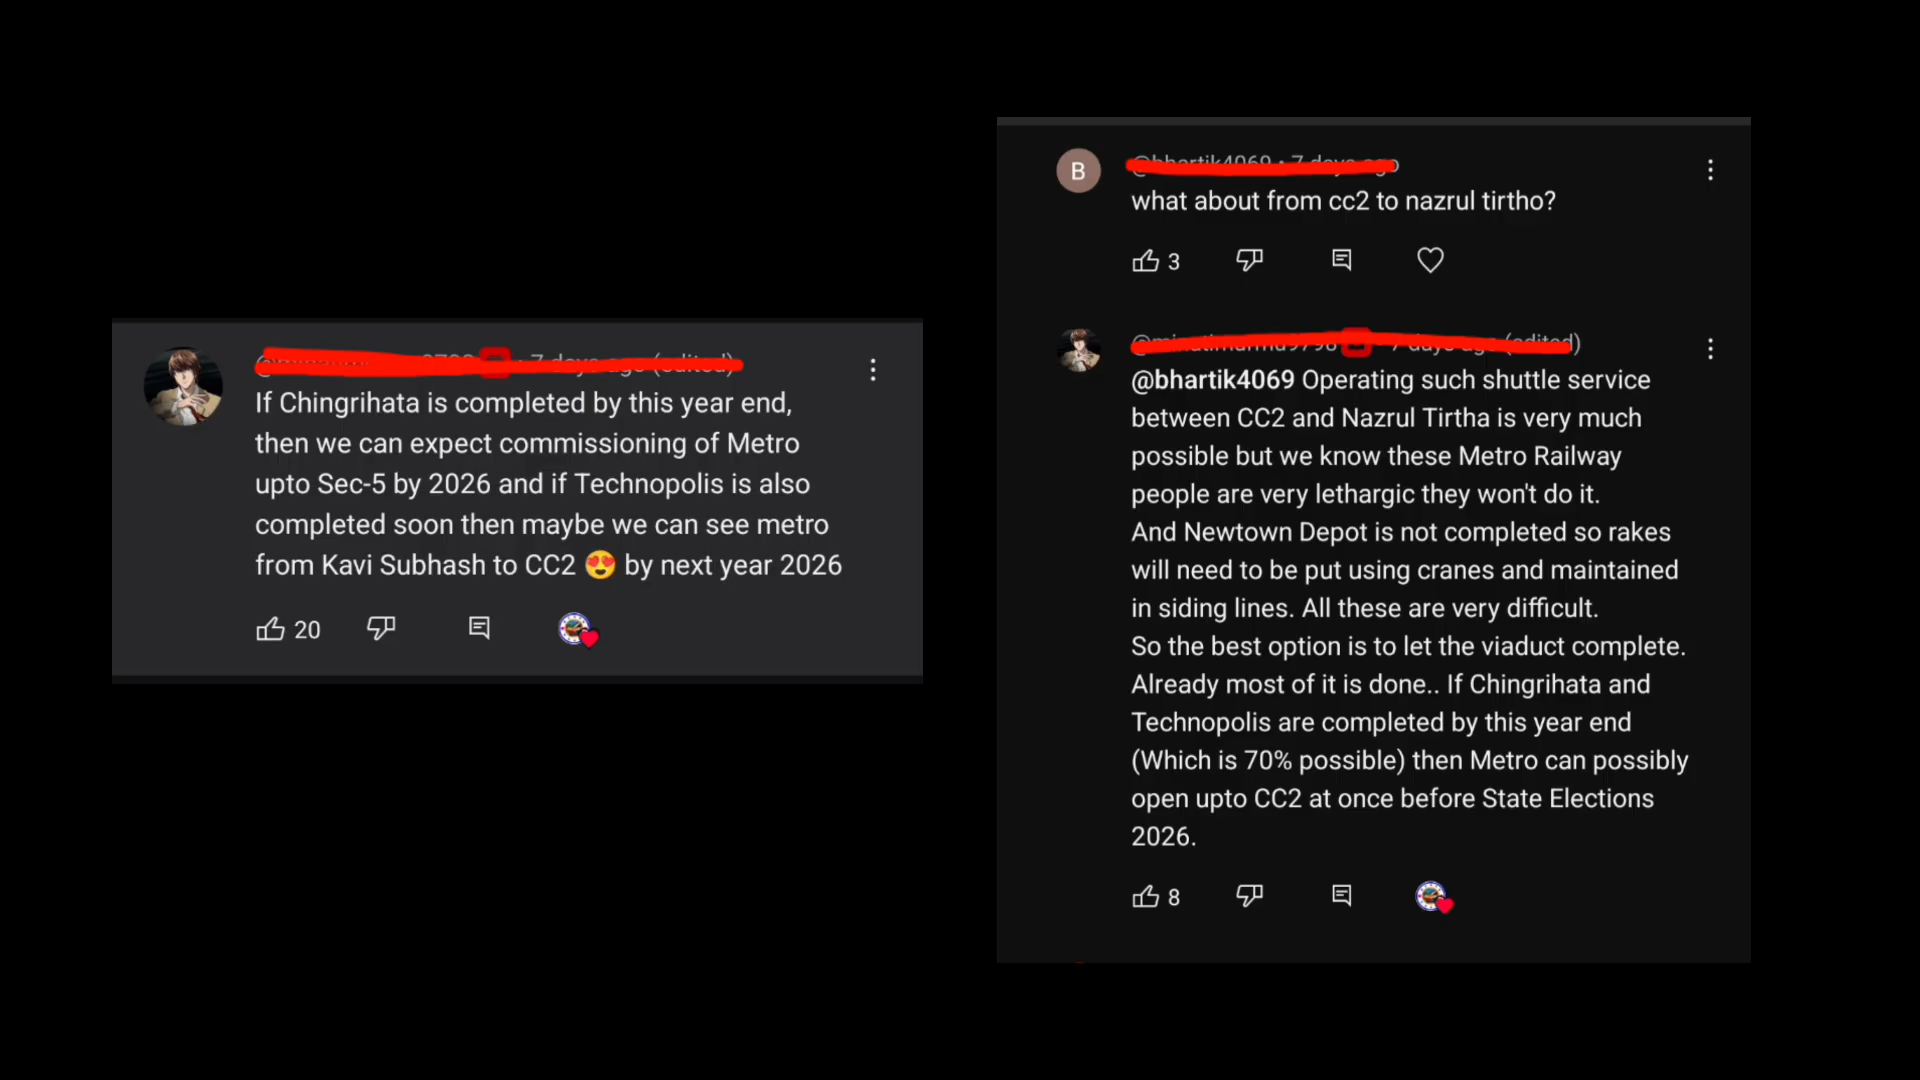 If Chingrihata is completed by this year end,
then we can expect commissioning of Metro
upto Sec-5 by 2026 and if Technopolis is also
completed soon then maybe we can see metro
from Kavi Subhash to CC2 😍 by next year 2026
20
B
what about from cc2 to nazrul tirtho?
3
@bhartik4069 Operating such shuttle service
between CC2 and Nazrul Tirtha is very much
possible but we know these Metro Railway
people are very lethargic they won't do it.
And Newtown Depot is not completed so rakes
will need to be put using cranes and maintained
in siding lines. All these are very difficult.
So the best option is to let the viaduct complete.
Already most of it is done.. If Chingrihata and
Technopolis are completed by this year end
(Which is 70% possible) then Metro can possibly
open upto CC2 at once before State Elections
2026.
8